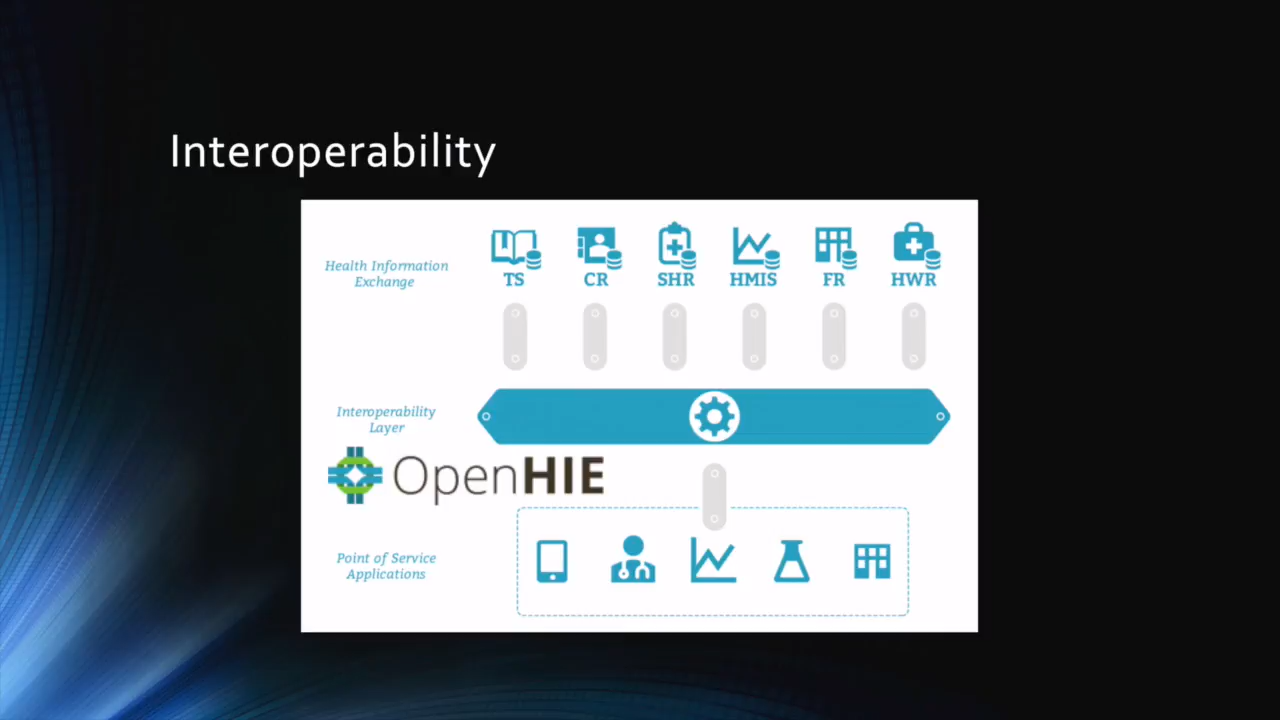 Interoperability
Health Information
Exchange
TS CR SHR HMIS FR HWR
Interoperability
Layer
OpenHIE
Point of Service
Applications